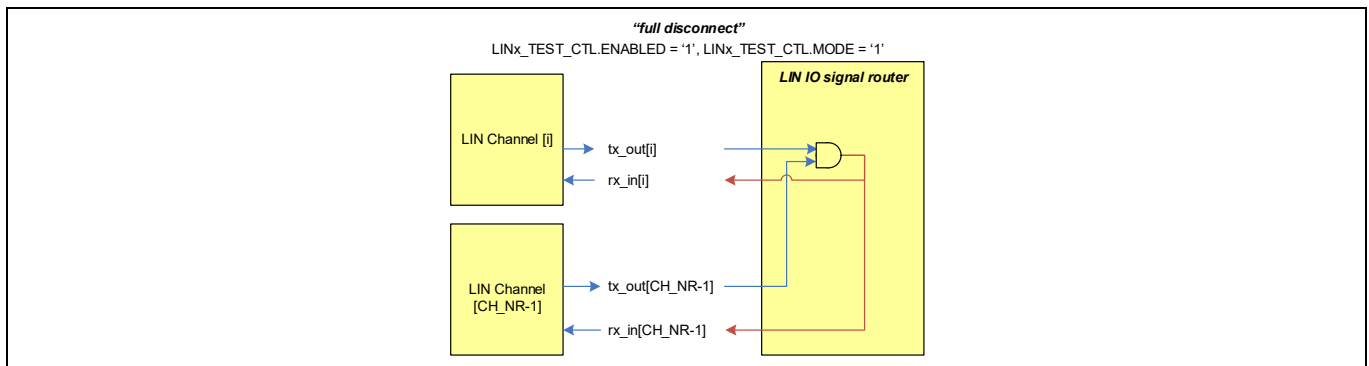 “full disconnect”
LINx_TEST_CTL.ENABLED = ‘1’, LINx_TEST_CTL.MODE = ‘1’
LIN IO signal router
LIN Channel [i]
tx_out[i]
rx_in[i]
LIN Channel
[CH_NR-1]
tx_out[CH_NR-1]
rx_in[CH_NR-1]